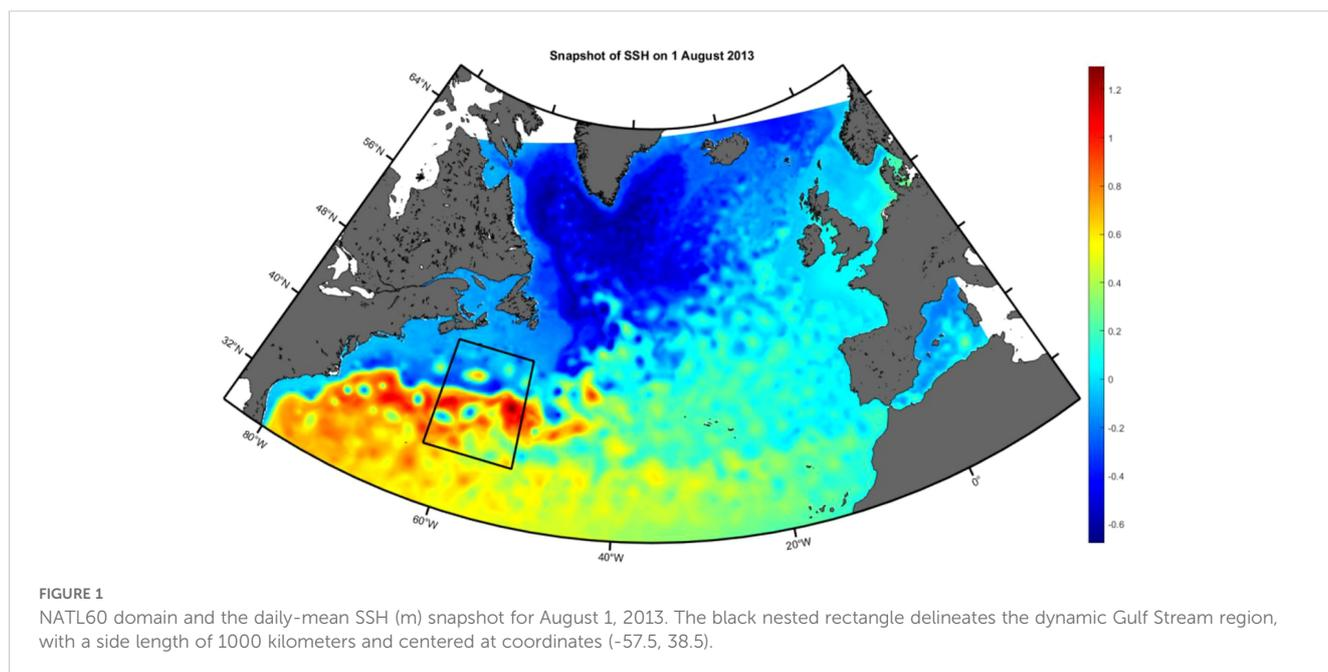 Snapshot of SSH on 1 August 2013
64°N
56°N
48°N
40°N
32°N
80°W
60°W
40°W
20°W
0°
1.2
1
0.8
0.6
0.4
0.2
0
-0.2
-0.4
-0.6
FIGURE 1
NATL60 domain and the daily-mean SSH (m) snapshot for August 1, 2013. The black nested rectangle delineates the dynamic Gulf Stream region,
with a side length of 1000 kilometers and centered at coordinates (-57.5, 38.5).